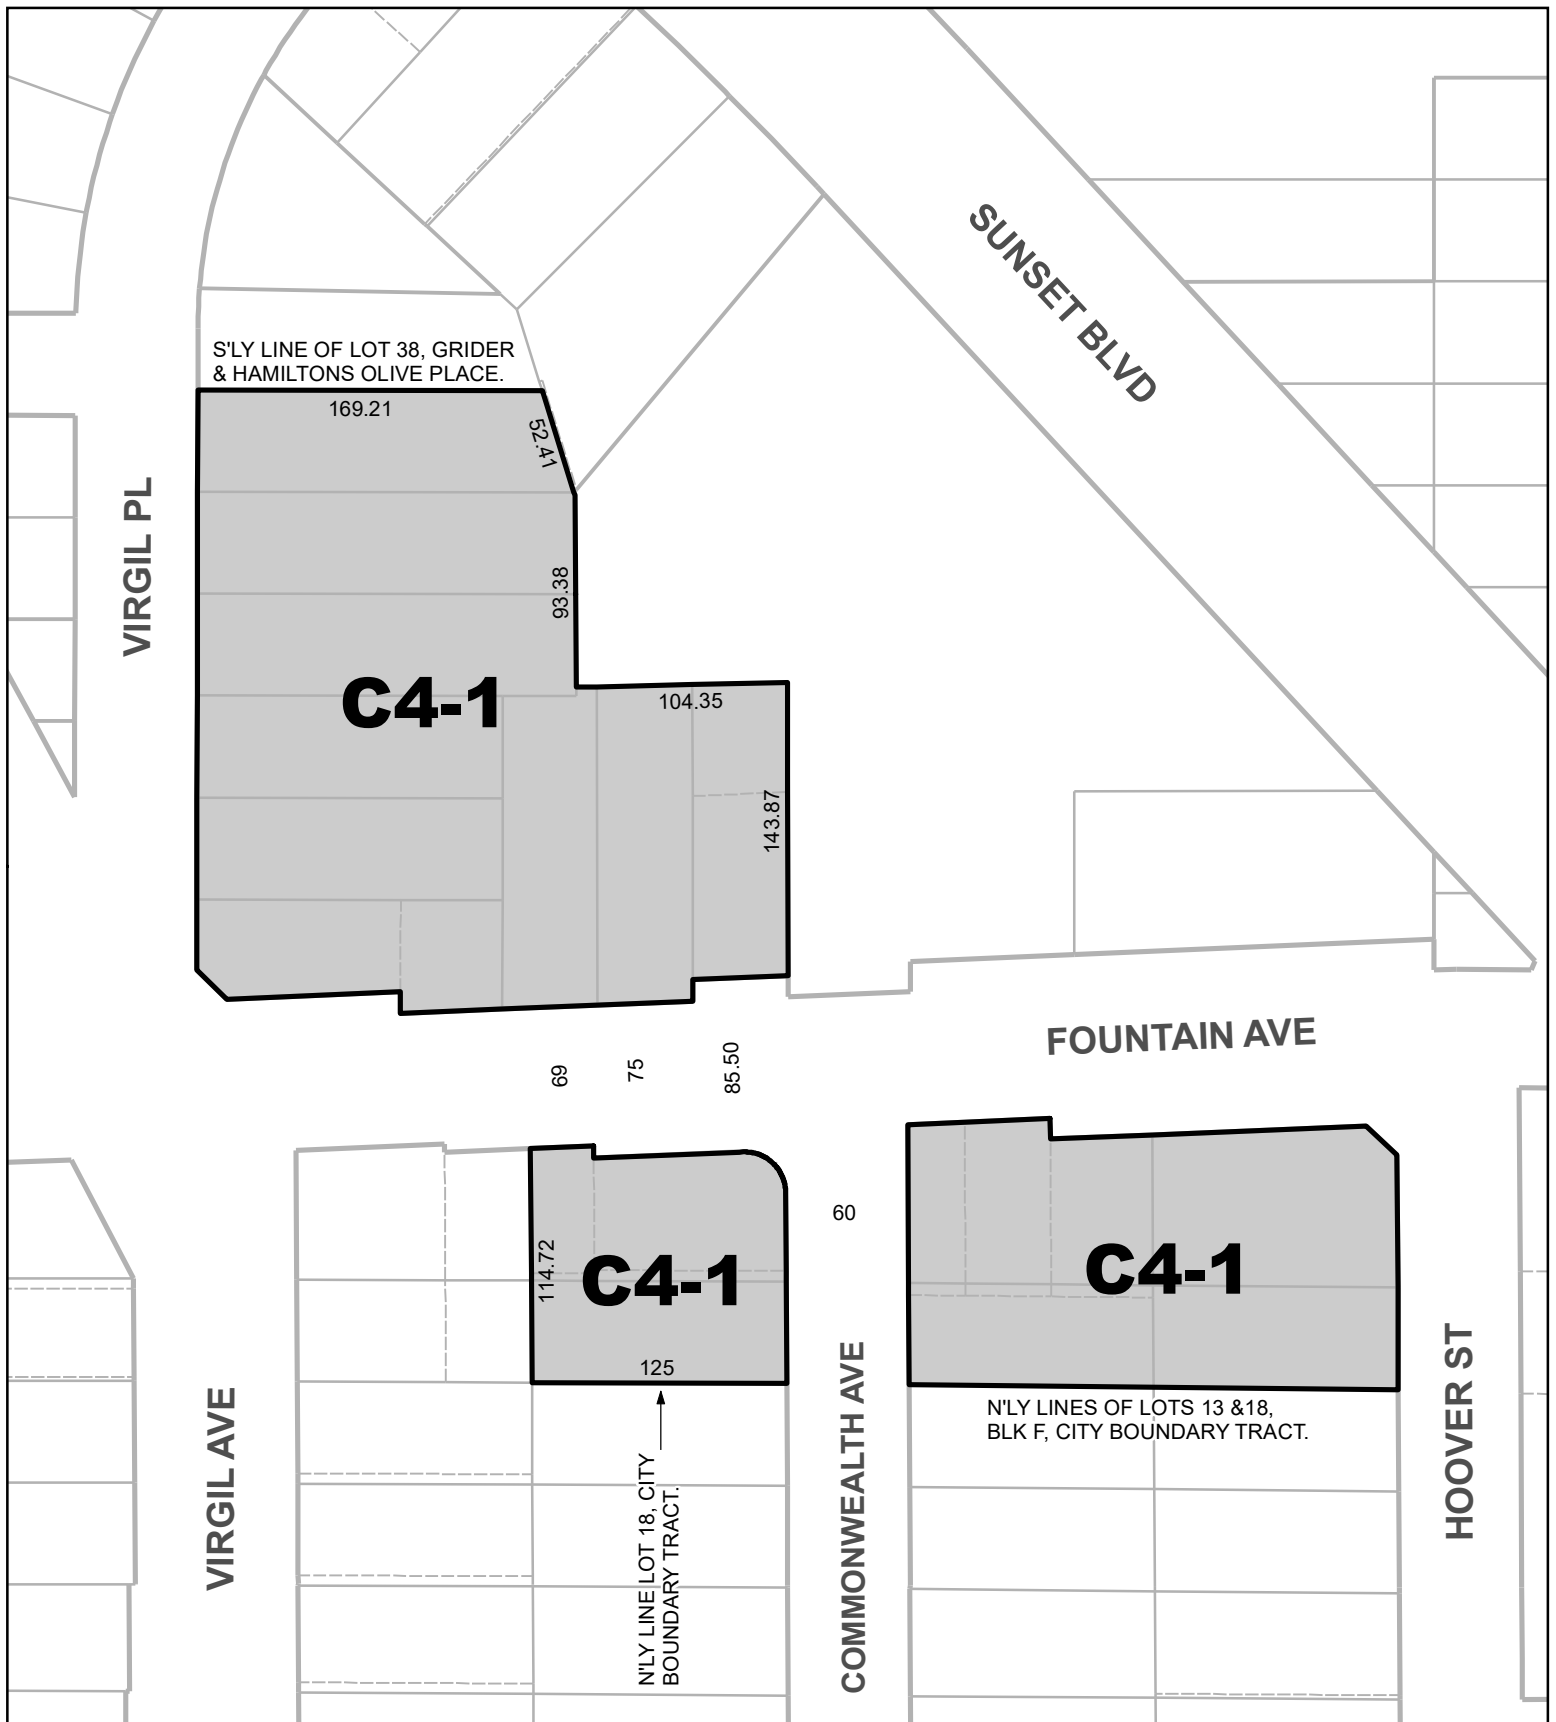 SUNSET BLVD
S'LY LINE OF LOT 38, GRIDER
& HAMILTONS OLIVE PLACE.
169.21
52.41
VIRGIL PL
93.38
C4-1
104.35
143.87
FOUNTAIN AVE
69
75
85.50
60
114.72
C4-1
C4-1
125
N'LY LINES OF LOTS 13 &18,
BLK F, CITY BOUNDARY TRACT.
VIRGIL AVE
N'LY LINE LOT 18, CITY
BOUNDARY TRACT.
COMMONWEALTH AVE
HOOVER ST